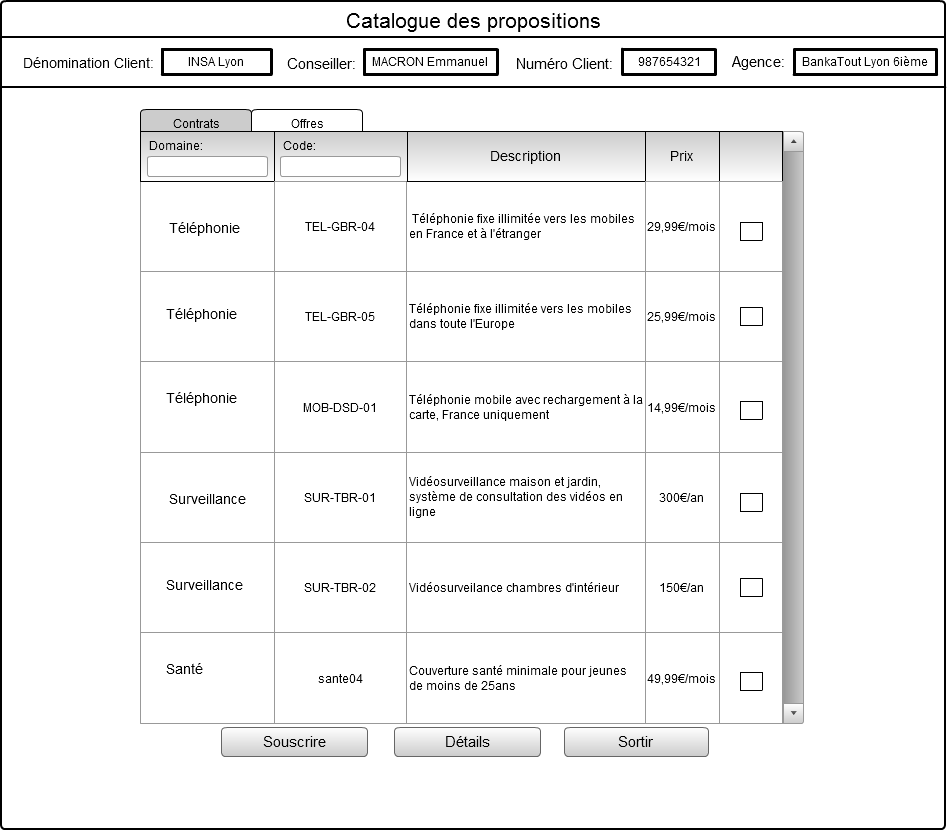 Catalogue des propositions
Dénomination Client: INSA Lyon Conseiller: MACRON Emmanuel Numéro Client: 987654321 Agence: BankaTout Lyon 6ième
Contrats Offres
Domaine: Code: Description Prix
Téléphonie TEL-GBR-04 Téléphonie fixe illimitée vers les mobiles
en France et à l'étranger 29,99€/mois
Téléphonie TEL-GBR-05 Téléphonie fixe illimitée vers les mobiles
dans toute l'Europe 25,99€/mois
Téléphonie MOB-DSD-01 Téléphonie mobile avec rechargement à la
carte, France uniquement 14,99€/mois
Surveillance SUR-TBR-01 Vidéosurveillance maison et jardin,
système de consultation des vidéos en
ligne 300€/an
Surveillance SUR-TBR-02 Vidéosurveilance chambres d'intérieur 150€/an
Santé sante04 Couverture santé minimale pour jeunes
de moins de 25ans 49,99€/mois
Souscrire Détails Sortir